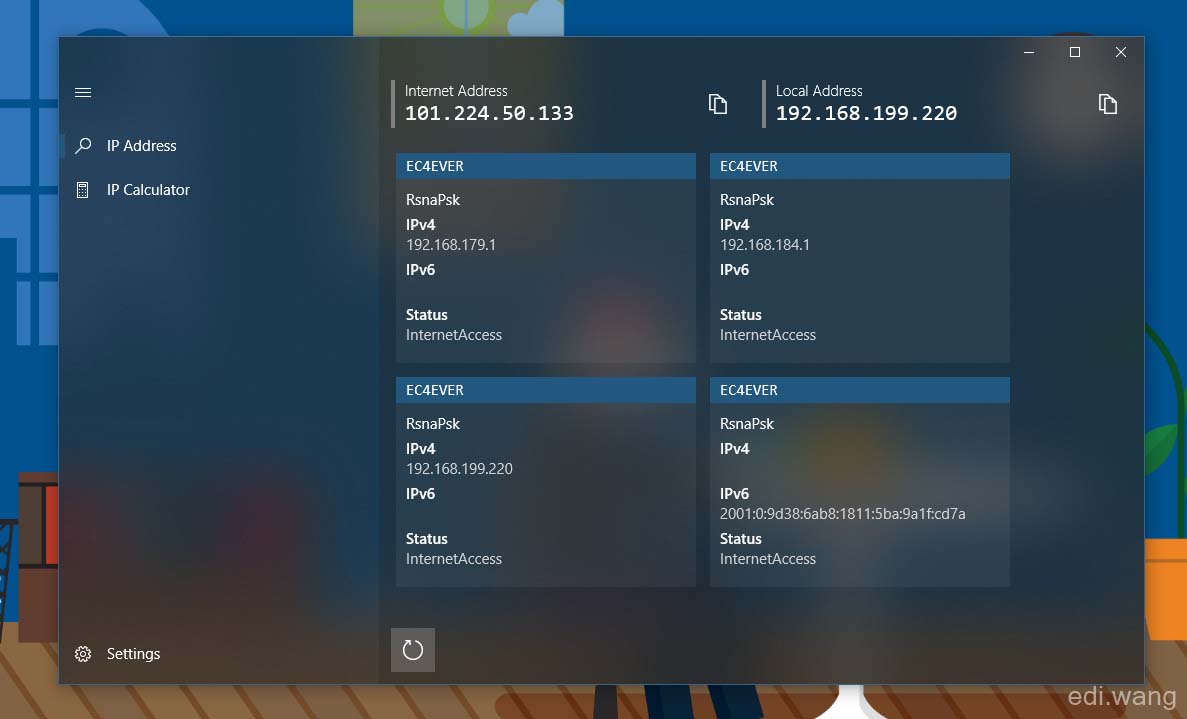 Internet Address
101.224.50.133
Local Address
192.168.199.220
IP Address
IP Calculator
EC4EVER
RsnaPsk
IPv4
192.168.179.1
IPv6
Status
InternetAccess
EC4EVER
RsnaPsk
IPv4
192.168.184.1
IPv6
Status
InternetAccess
EC4EVER
RsnaPsk
IPv4
192.168.199.220
IPv6
Status
InternetAccess
EC4EVER
RsnaPsk
IPv4
IPv6
2001:0:9d38:6ab8:1811:5ba:9a1f:cd7a
Status
InternetAccess
Settings
edi.wang